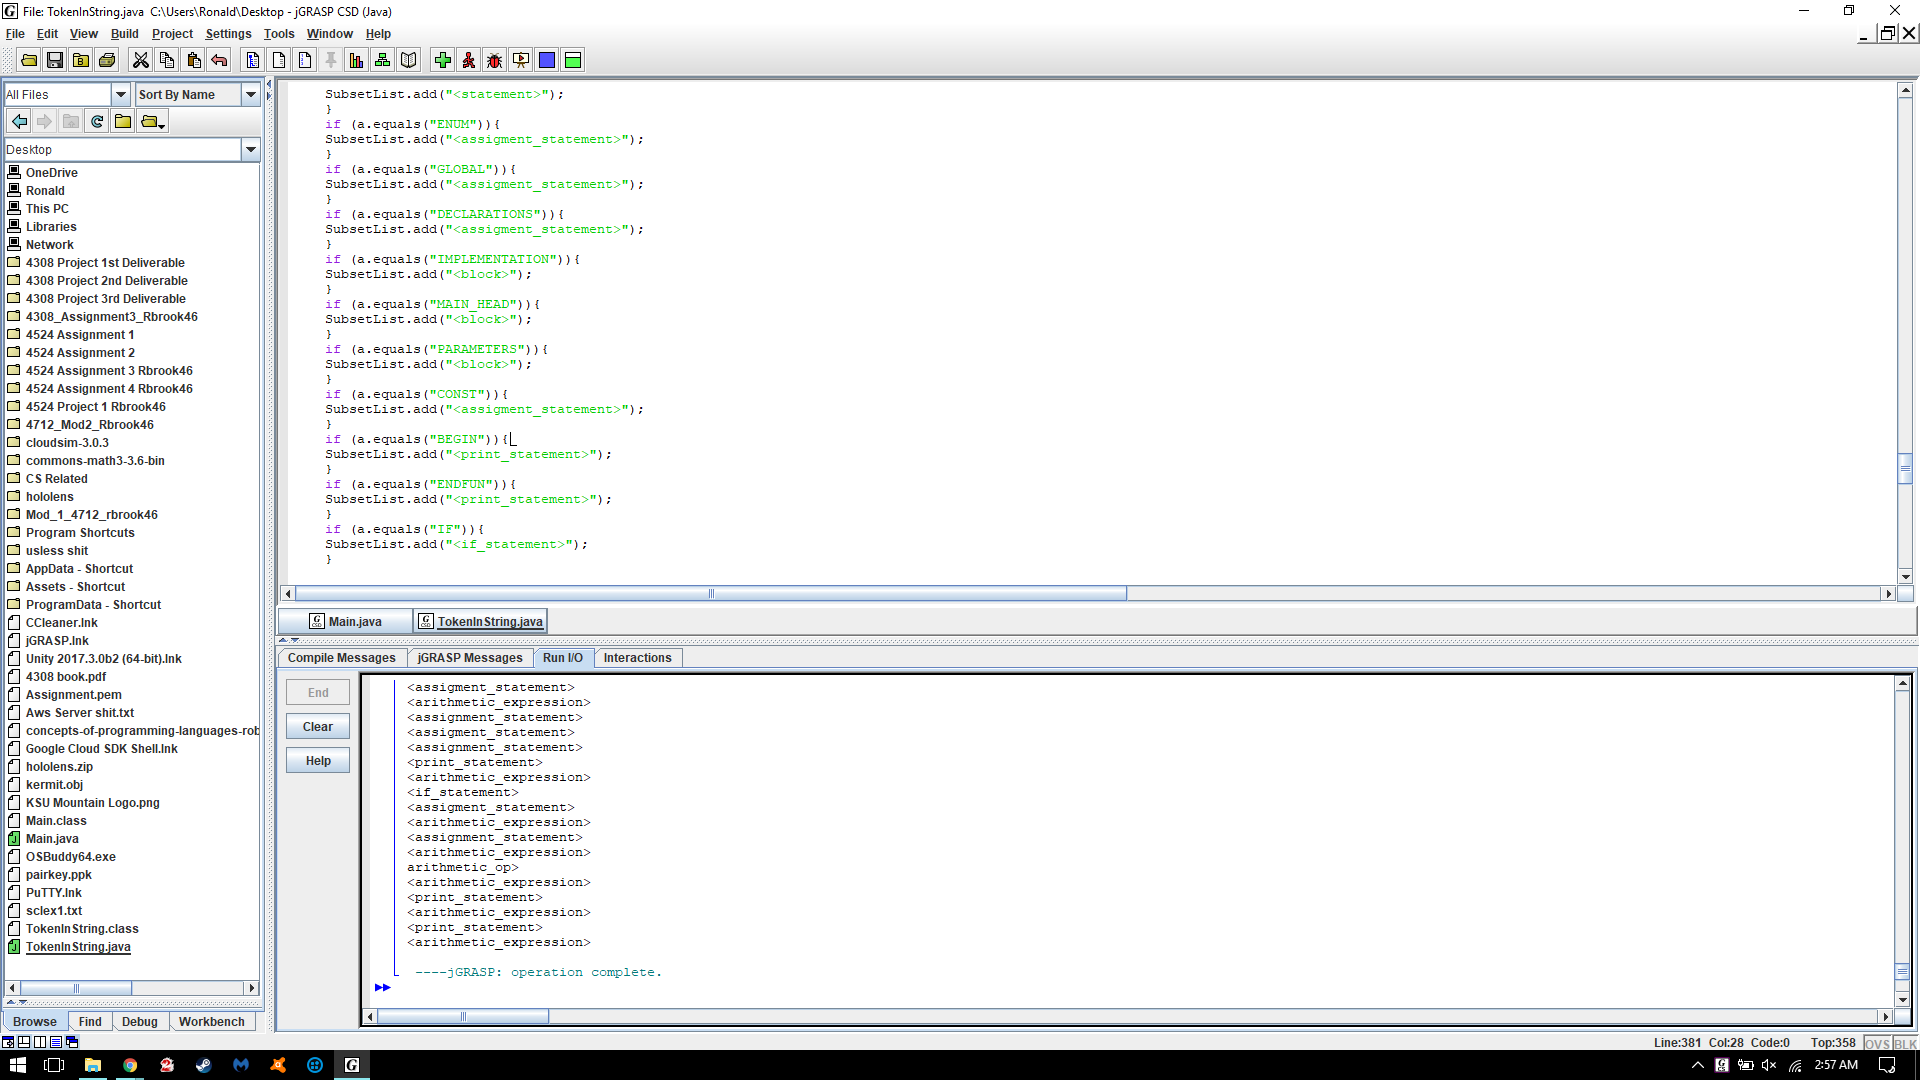 File: TokenInString.java  C:\Users\Ronald\Desktop - jGRASP CSD (Java)
File Edit View Build Project Settings Tools Window Help
All Files
Sort By Name
Desktop
OneDrive
Ronald
This PC
Libraries
Network
4308 Project 1st Deliverable
4308 Project 2nd Deliverable
4308 Project 3rd Deliverable
4308_Assignment3_Rbrook46
4524 Assignment 1
4524 Assignment 2
4524 Assignment 3 Rbrook46
4524 Assignment 4 Rbrook46
4524 Project 1 Rbrook46
4712_Mod2_Rbrook46
cloudsim-3.0.3
commons-math3-3.6-bin
CS Related
hololens
Mod_1_4712_rbrook46
Program Shortcuts
usless shit
AppData - Shortcut
Assets - Shortcut
ProgramData - Shortcut
CCleaner.lnk
jGRASP.lnk
Unity 2017.3.0b2 (64-bit).lnk
4308 book.pdf
Assignment.pem
Aws Server shit.txt
concepts-of-programming-languages-rob
Google Cloud SDK Shell.lnk
hololens.zip
kermit.obj
KSU Mountain Logo.png
Main.class
Main.java
OSBuddy64.exe
pairkey.ppk
PuTTY.lnk
sclex1.txt
TokenInString.class
TokenInString.java
Browse Find Debug Workbench
SubsetList.add("<statement>");
}
if (a.equals("ENUM")){
SubsetList.add("<assigment_statement>");
}
if (a.equals("GLOBAL")){
SubsetList.add("<assigment_statement>");
}
if (a.equals("DECLARATIONS")){
SubsetList.add("<assigment_statement>");
}
if (a.equals("IMPLEMENTATION")){
SubsetList.add("<block>");
}
if (a.equals("MAIN_HEAD")){
SubsetList.add("<block>");
}
if (a.equals("PARAMETERS")){
SubsetList.add("<block>");
}
if (a.equals("CONST")){
SubsetList.add("<assigment_statement>");
}
if (a.equals("BEGIN")){
SubsetList.add("<print_statement>");
}
if (a.equals("ENDFUN")){
SubsetList.add("<print_statement>");
}
if (a.equals("IF")){
SubsetList.add("<if_statement>");
}
Main.java TokenInString.java
Compile Messages jGRASP Messages Run I/O Interactions
End
Clear
Help
<assigment_statement>
<arithmetic_expression>
<assignment_statement>
<assigment_statement>
<assignment_statement>
<print_statement>
<arithmetic_expression>
<if_statement>
<assigment_statement>
<arithmetic_expression>
<assignment_statement>
<arithmetic_expression>
arithmetic_op>
<arithmetic_expression>
<print_statement>
<arithmetic_expression>
<print_statement>
<arithmetic_expression>
----jGRASP: operation complete.
Line:381 Col:28 Code:0 Top:358 OVS BLK
2:57 AM